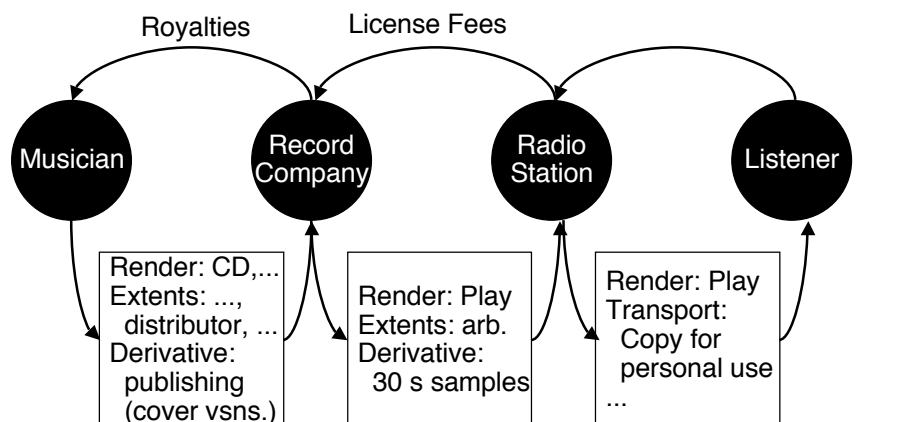 Royalties
License Fees
Musician
Record
Company
Radio
Station
Listener
Render: CD,...
Extents: ...,
distributor, ...
Derivative:
publishing
(cover vsns.)
Render: Play
Extents: arb.
Derivative:
30 s samples
Render: Play
Transport:
Copy for
personal use
...